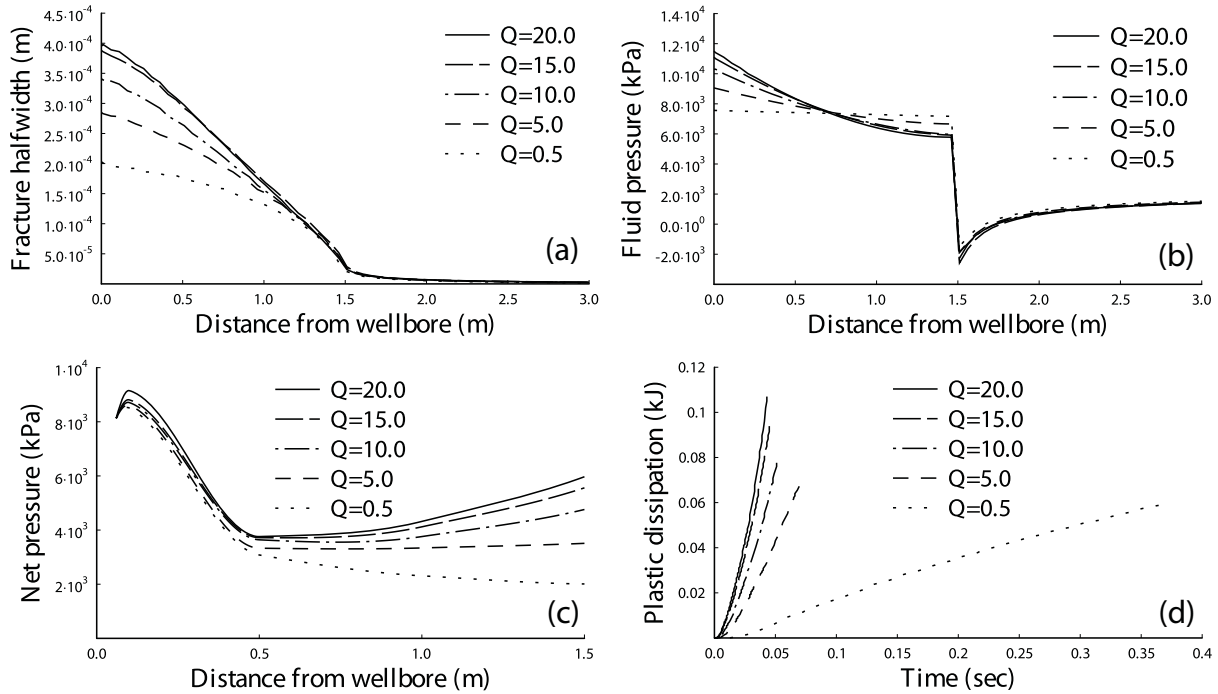 4.5·10⁻⁴
4.0·10⁻⁴
3.5·10⁻⁴
3.0·10⁻⁴
2.5·10⁻⁴
2.0·10⁻⁴
1.5·10⁻⁴
1.0·10⁻⁴
5.0·10⁻⁵
Fracture halfwidth (m)
Q=20.0
Q=15.0
Q=10.0
Q=5.0
Q=0.5
(a)
0.0 0.5 1.0 1.5 2.0 2.5 3.0
Distance from wellbore (m)
1.4·10⁴
1.2·10⁴
1.0·10⁴
8.0·10³
6.0·10³
4.0·10³
2.0·10³
0.0·10⁰
-2.0·10³
Fluid pressure (kPa)
Q=20.0
Q=15.0
Q=10.0
Q=5.0
Q=0.5
(b)
0.0 0.5 1.0 1.5 2.0 2.5 3.0
Distance from wellbore (m)
1·10⁴
8·10³
6·10³
4·10³
2·10³
Net pressure (kPa)
Q=20.0
Q=15.0
Q=10.0
Q=5.0
Q=0.5
(c)
0.0 0.5 1.0 1.5
Distance from wellbore (m)
0.12
0.1
0.08
0.06
0.04
0.02
Plastic dissipation (kJ)
Q=20.0
Q=15.0
Q=10.0
Q=5.0
Q=0.5
(d)
0.0 0.05 0.1 0.15 0.2 0.25 0.3 0.35 0.4
Time (sec)